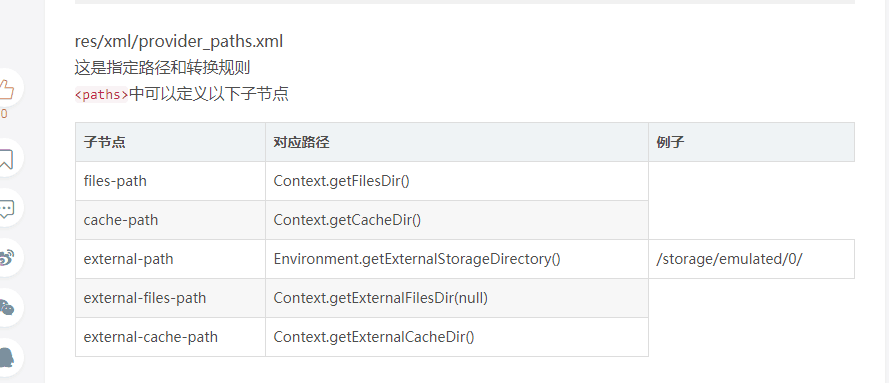 res/xml/provider_paths.xml
这是指定路径和转换规则
<paths>中可以定义以下子节点
子节点 对应路径 例子
files-path Context.getFilesDir()
cache-path Context.getCacheDir()
external-path Environment.getExternalStorageDirectory() /storage/emulated/0/
external-files-path Context.getExternalFilesDir(null)
external-cache-path Context.getExternalCacheDir()
0